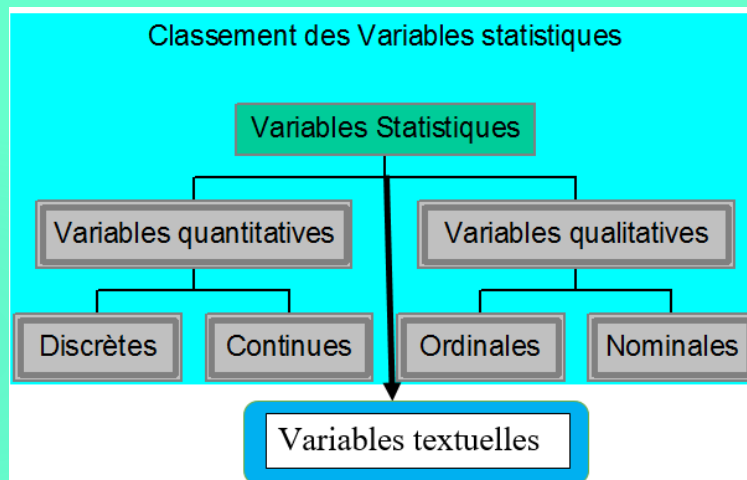 Classement des Variables statistiques
Variables Statistiques
Variables quantitatives
Variables qualitatives
Discrètes
Continues
Ordinales
Nominales
Variables textuelles